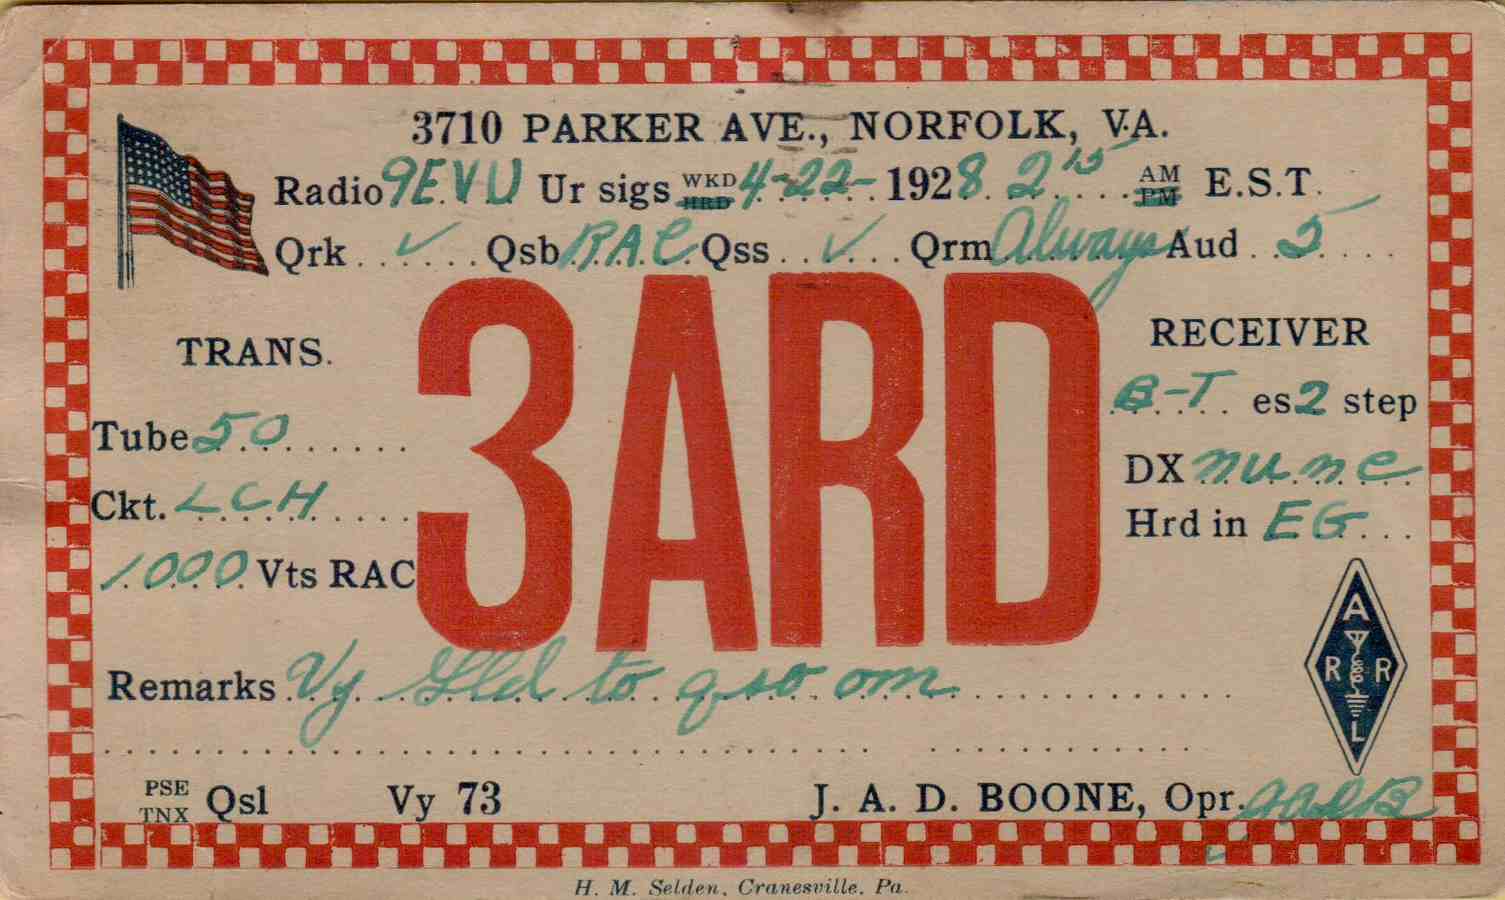 3710 PARKER AVE., NORFOLK, VA.
Radio 9EVU Ur sigs WKD HRD 4-22- 1928 2 15 AM PM E.S.T.
Qrk ✓ Qsb RAC Qss ✓ Qrm Always Aud 5
3ARD
TRANS.
Tube 50
Ckt. LCH
1000 Vts RAC
RECEIVER
B-T es 2 step
DX
Hrd in EG
Remarks Vy Gld to qso om
A
R R
L
PSE TNX Qsl Vy 73 J. A. D. BOONE, Opr.
H. M. Selden, Cranesville, Pa.